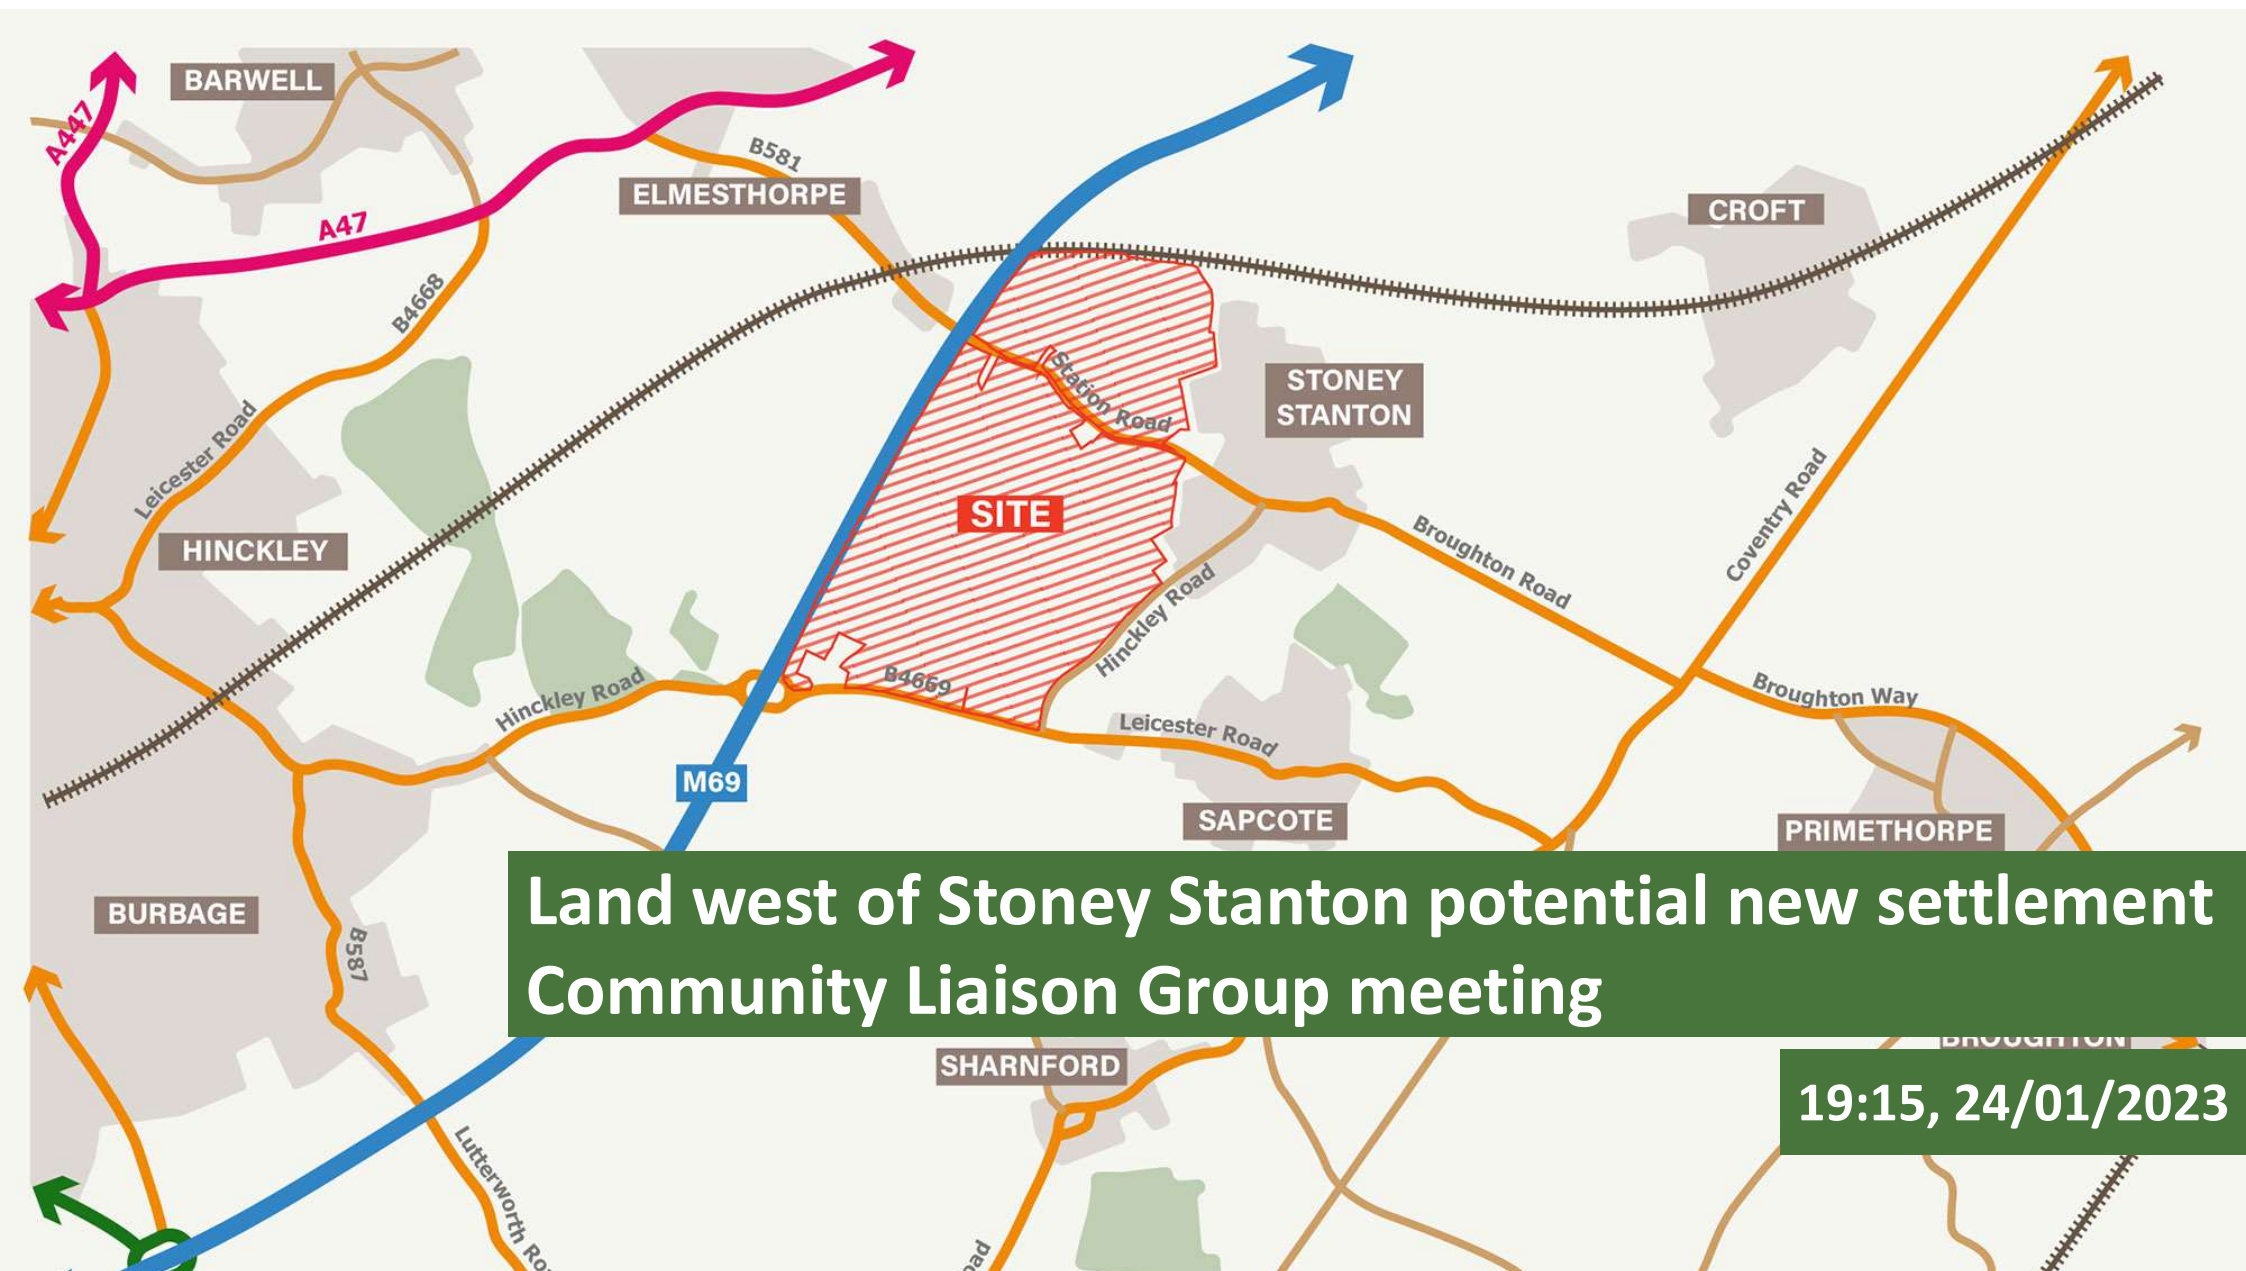 BARWELL
A447
B581
ELMESTHORPE
CROFT
A47
B4668
STONEY
STANTON
Station Road
Leicester Road
SITE
HINCKLEY
Broughton Road
Coventry Road
Hinckley Road
Hinckley Road
B4669
Broughton Way
Leicester Road
M69
SAPCOTE
PRIMETHORPE
BURBAGE
B587
Land west of Stoney Stanton potential new settlement
Community Liaison Group meeting
BROUGHTON
SHARNFORD
19:15, 24/01/2023
Lutterworth